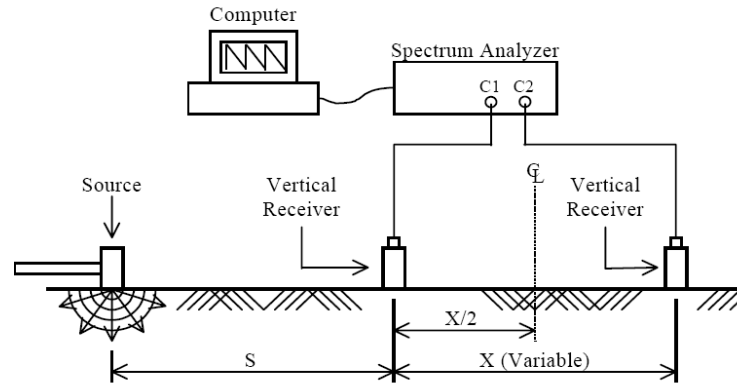 Computer
Spectrum Analyzer
C1 C2
Source
Vertical
Receiver
CL
Vertical
Receiver
X/2
S
X (Variable)